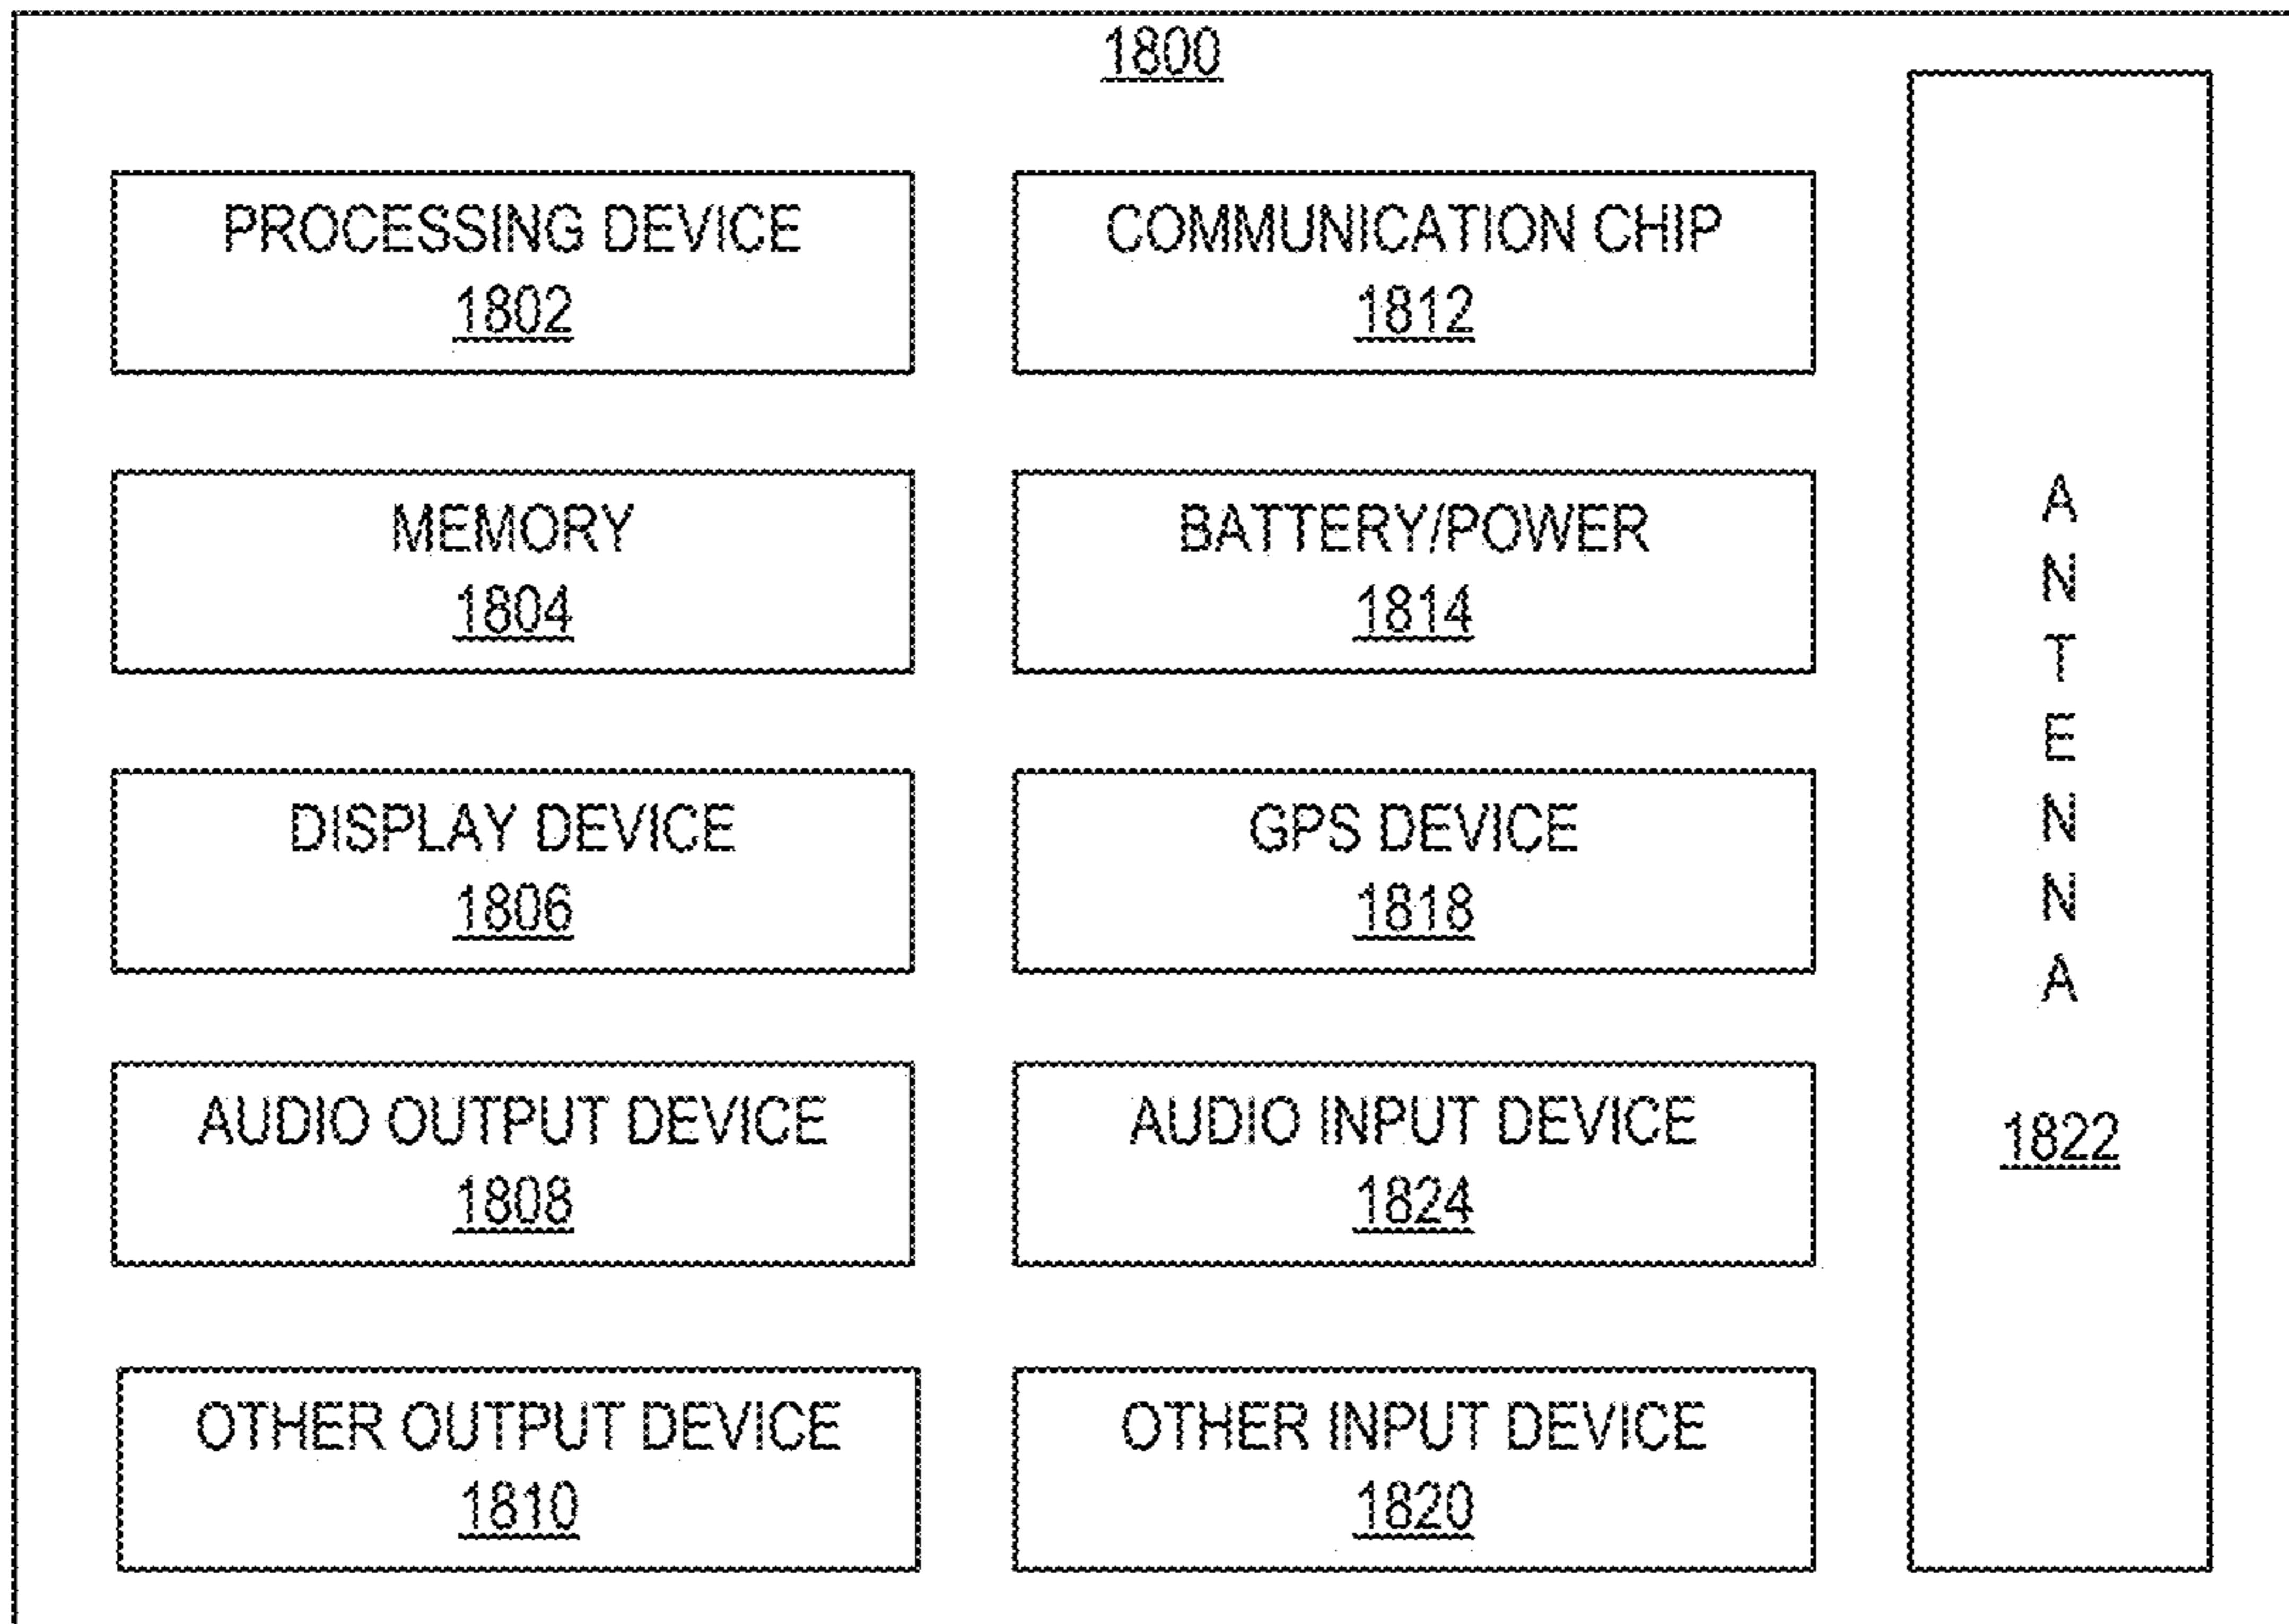 1800
PROCESSING DEVICE
1802
COMMUNICATION CHIP
1812
MEMORY
1804
BATTERY/POWER
1814
DISPLAY DEVICE
1806
GPS DEVICE
1818
AUDIO OUTPUT DEVICE
1808
AUDIO INPUT DEVICE
1824
OTHER OUTPUT DEVICE
1810
OTHER INPUT DEVICE
1820
ANTENNA
1822